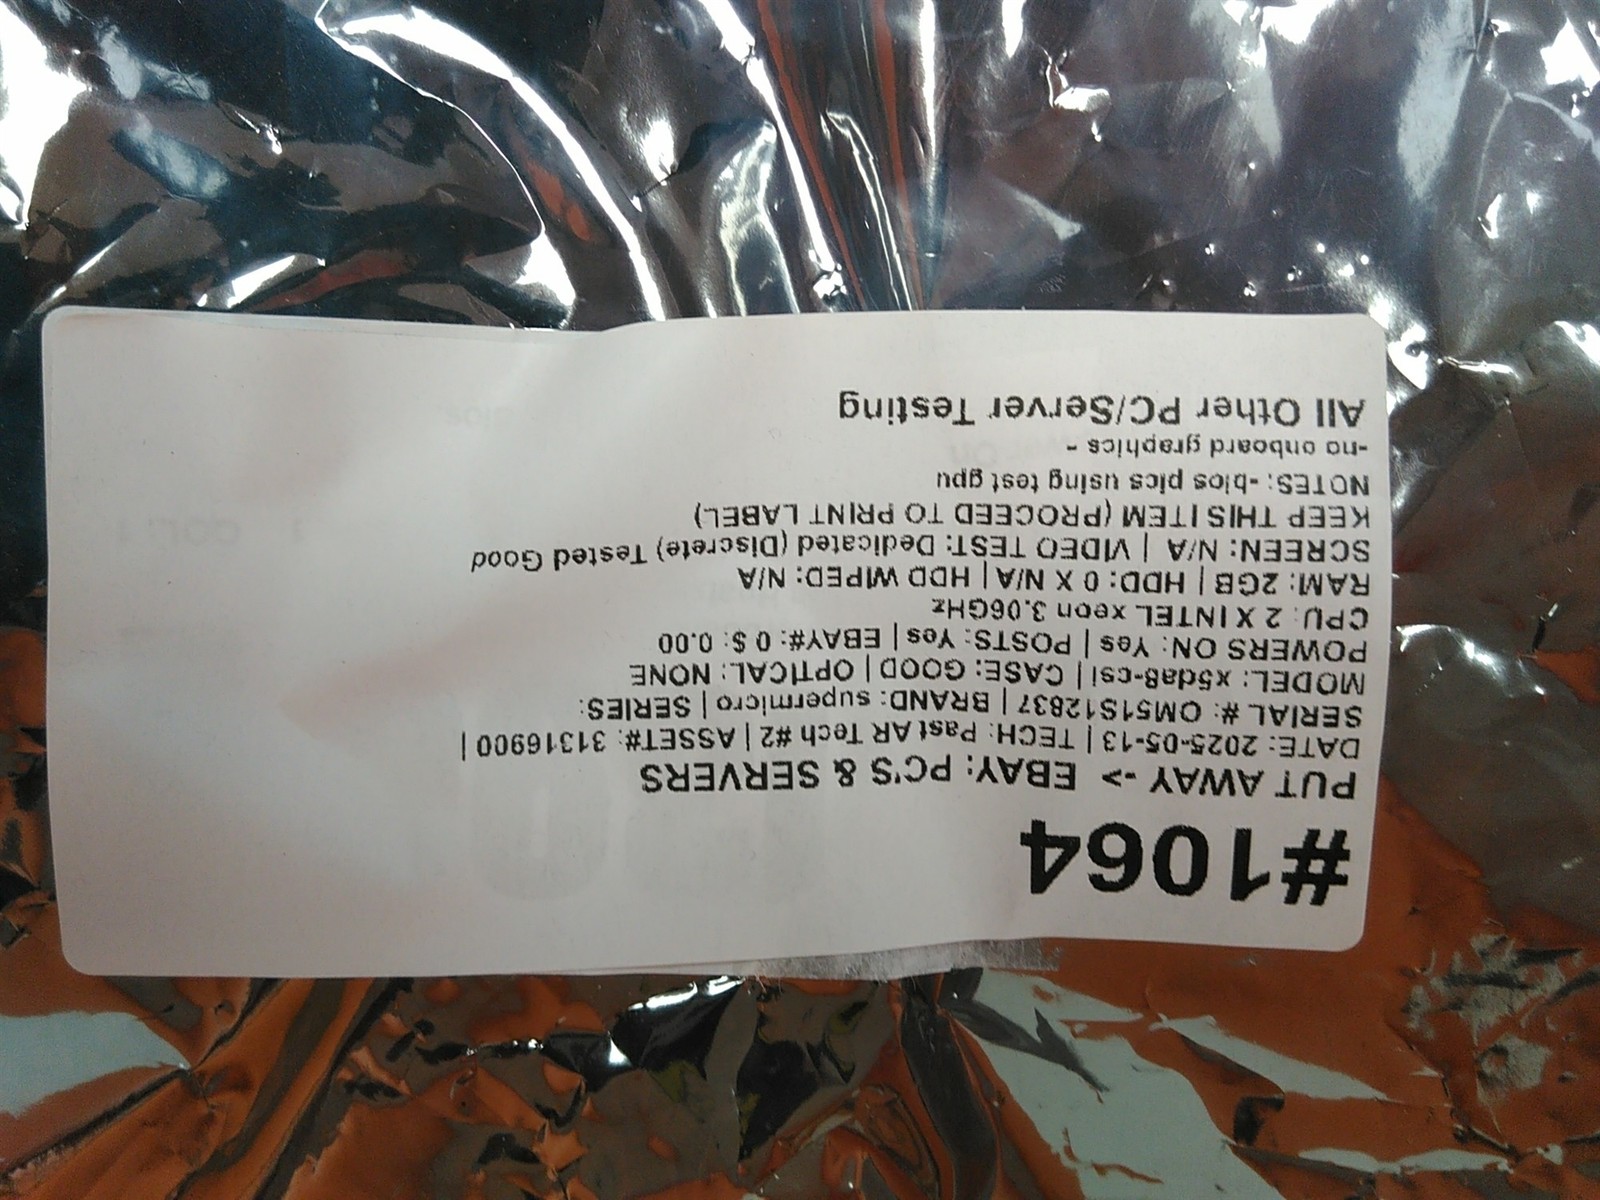 #1064
PUT AWAY -> EBAY: PC'S & SERVERS
DATE: 2025-05-13 | TECH: Past AR Tech #2 | ASSET#: 31316900 |
SERIAL #: OM51S12837 | BRAND: supermicro | SERIES:
MODEL: x5da8-csi | CASE: GOOD | OPTICAL: NONE
POWERS ON: Yes | POSTS: Yes | EBAY#: 0 $: 0.00
CPU: 2 X INTEL xeon 3.06GHz
RAM: 2GB | HDD: 0 X N/A | HDD WIPED: N/A
SCREEN: N/A | VIDEO TEST: Dedicated (Discrete) Tested Good
KEEP THIS ITEM (PROCEED TO PRINT LABEL)
NOTES: -bios pics using test gpu
-no onboard graphics -
All Other PC/Server Testing